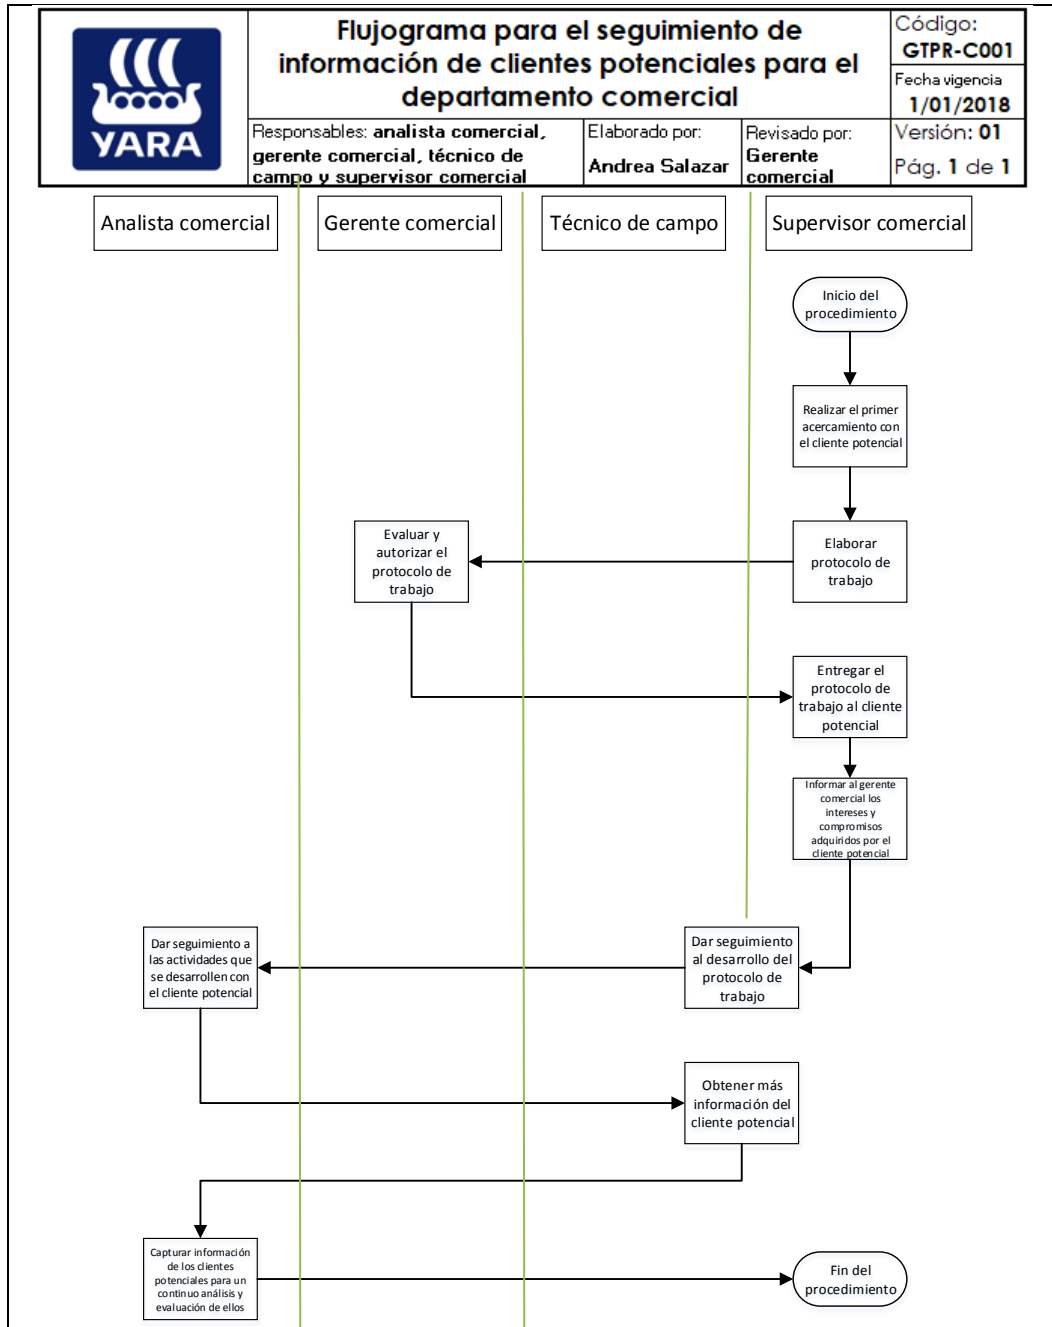 YARA
Flujograma para el seguimiento de
información de clientes potenciales para el
departamento comercial
Código:
GTPR-C001
Fecha vigencia
1/01/2018
Responsables: analista comercial,
gerente comercial, técnico de
campo y supervisor comercial
Elaborado por:
Andrea Salazar
Revisado por:
Gerente
comercial
Versión: 01
Pág. 1 de 1
Analista comercial
Gerente comercial
Técnico de campo
Supervisor comercial
Inicio del
procedimiento
Realizar el primer
acercamiento con
el cliente potencial
Elaborar
protocolo de
trabajo
Evaluar y
autorizar el
protocolo de
trabajo
Entregar el
protocolo de
trabajo al cliente
potencial
Informar al gerente
comercial los
intereses y
compromisos
adquiridos por el
cliente potencial
Dar seguimiento
al desarrollo del
protocolo de
trabajo
Dar seguimiento a
las actividades que
se desarrollen con
el cliente potencial
Obtener más
información del
cliente potencial
Capturar información
de los clientes
potenciales para un
continuo análisis y
evaluación de ellos
Fin del
procedimiento